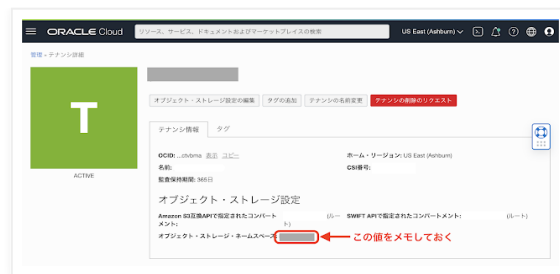 ORACLE Cloud
リソース、サービス、ドキュメントおよびマーケットプレイスの検索
US East (Ashburn)
管理 » テナンシ詳細
T
ACTIVE
オブジェクト・ストレージ設定の編集
タグの追加
テナンシの名前変更
テナンシの削除のリクエスト
テナンシ情報
タグ
OCID: ...ctvbma 表示 コピー
名前:
監査保持期間: 365日
ホーム・リージョン: US East (Ashburn)
CSI番号:
オブジェクト・ストレージ設定
Amazon S3互換APIで指定されたコンパート
メント:
(ルー
ト)
SWIFT APIで指定されたコンパートメント:
(ルート)
オブジェクト・ストレージ・ネームスペース:
この値をメモしておく